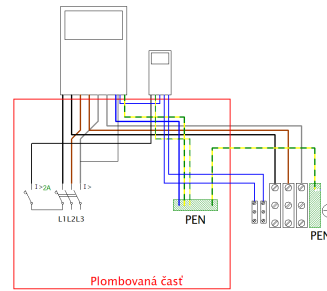 I>2A
I>
L1L2L3
PEN
PEN
Plombovaná časť